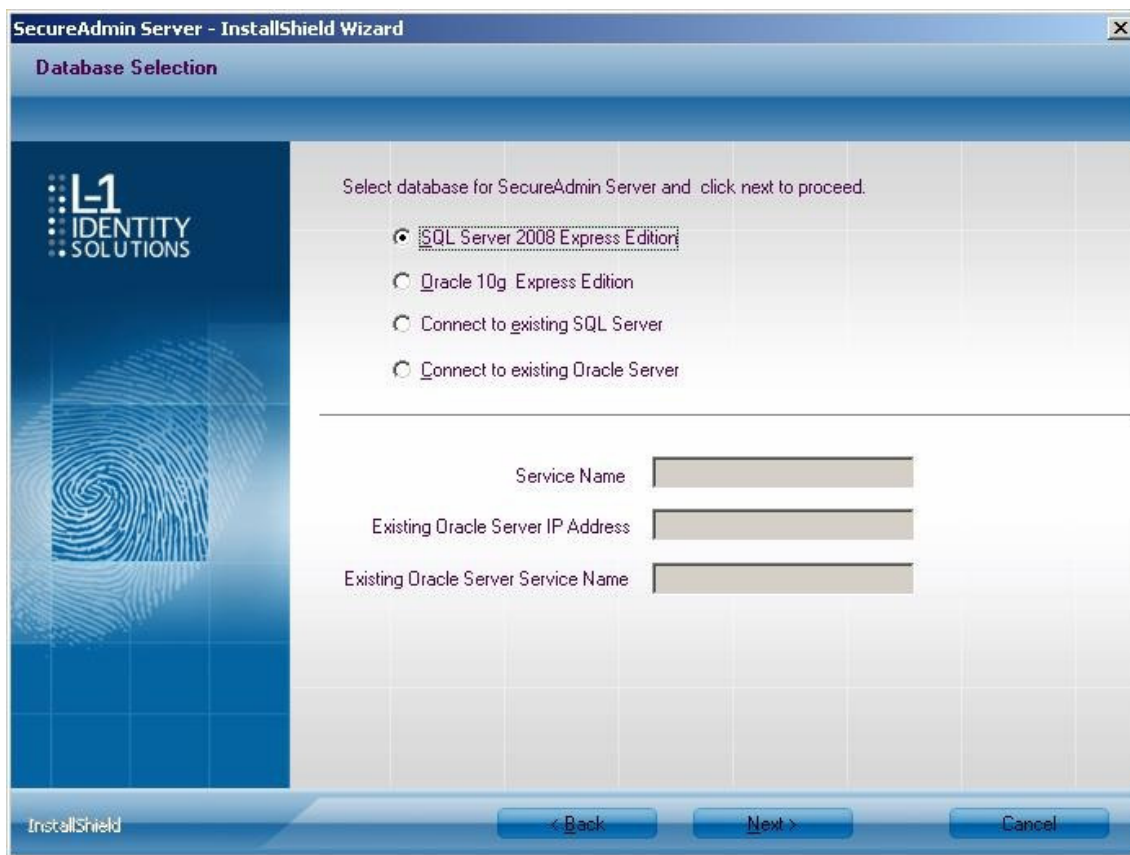 SecureAdmin Server - InstallShield Wizard
Database Selection
L-1
IDENTITY
SOLUTIONS
Select database for SecureAdmin Server and click next to proceed.
SQL Server 2008 Express Edition
Oracle 10g Express Edition
Connect to existing SQL Server
Connect to existing Oracle Server
Service Name
Existing Oracle Server IP Address
Existing Oracle Server Service Name
InstallShield
< Back
Next >
Cancel